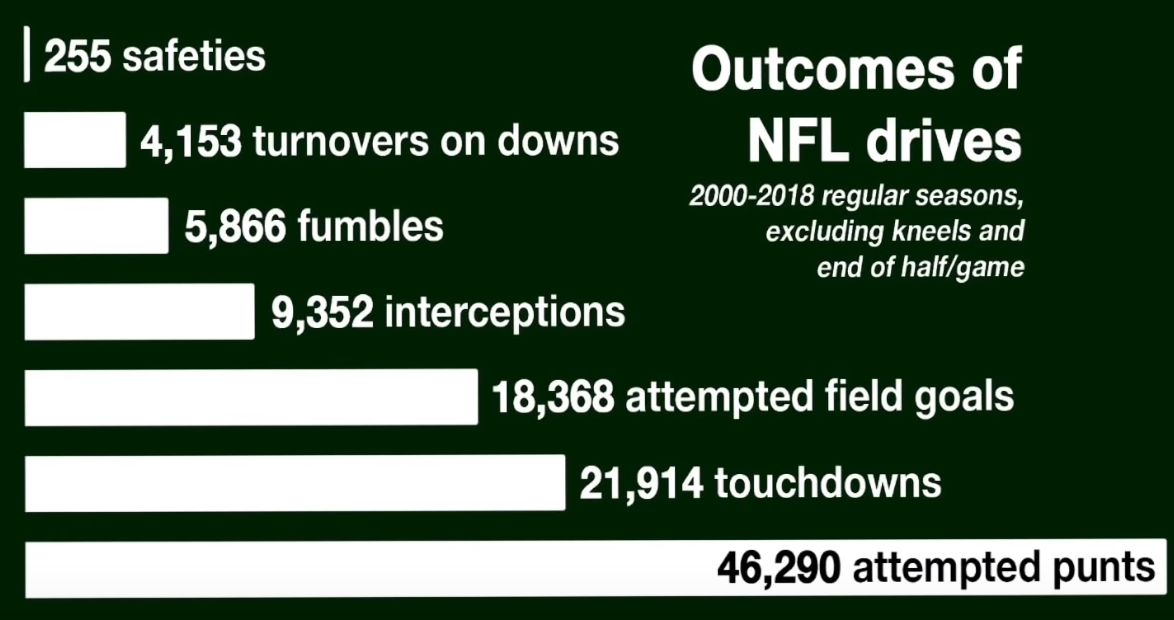 255 safeties
Outcomes of
NFL drives
2000-2018 regular seasons,
excluding kneels and
end of half/game
4,153 turnovers on downs
5,866 fumbles
9,352 interceptions
18,368 attempted field goals
21,914 touchdowns
46,290 attempted punts